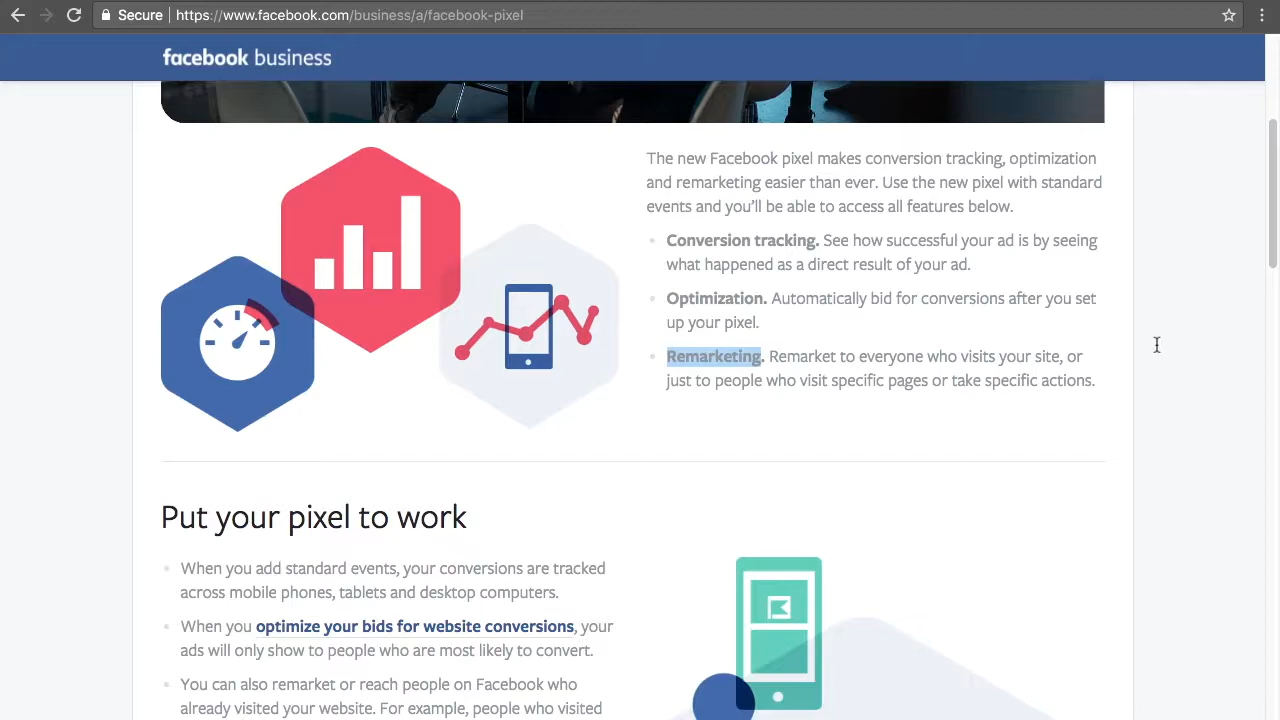 Secure
https://www.facebook.com/business/a/facebook-pixel
facebook business
The new Facebook pixel makes conversion tracking, optimization
and remarketing easier than ever. Use the new pixel with standard
events and you'll be able to access all features below.
Conversion tracking. See how successful your ad is by seeing
what happened as a direct result of your ad.
Optimization. Automatically bid for conversions after you set
up your pixel.
Remarketing. Remarket to everyone who visits your site, or
just to people who visit specific pages or take specific actions.
Put your pixel to work
When you add standard events, your conversions are tracked
across mobile phones, tablets and desktop computers.
When you optimize your bids for website conversions, your
ads will only show to people who are most likely to convert.
You can also remarket or reach people on Facebook who
already visited your website. For example, people who visited